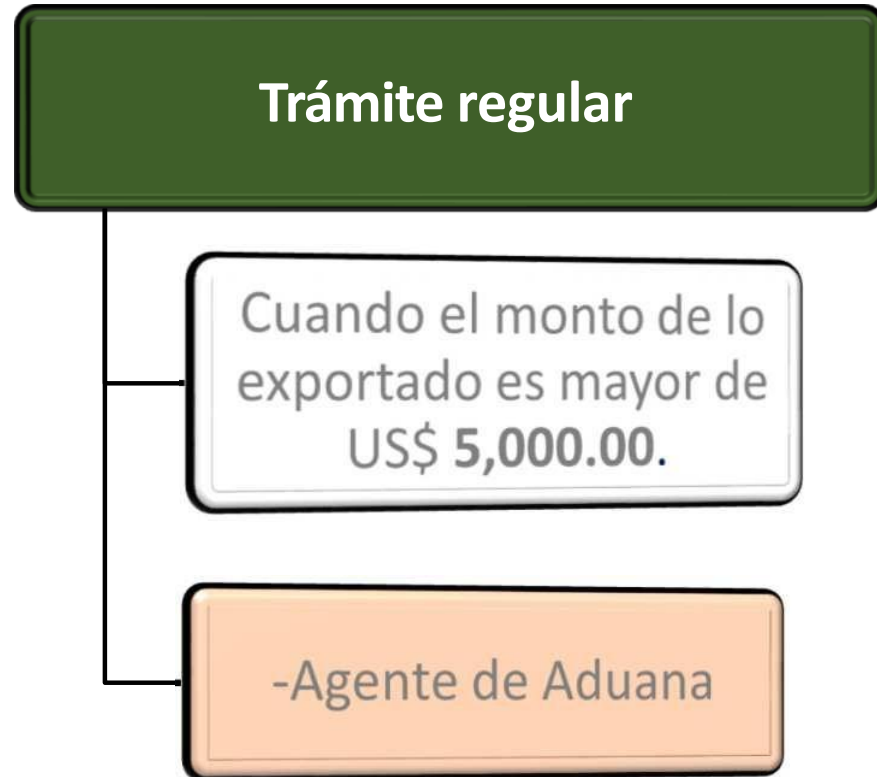 Trámite regular
Cuando el monto de lo
exportado es mayor de
US$ 5,000.00.
-Agente de Aduana